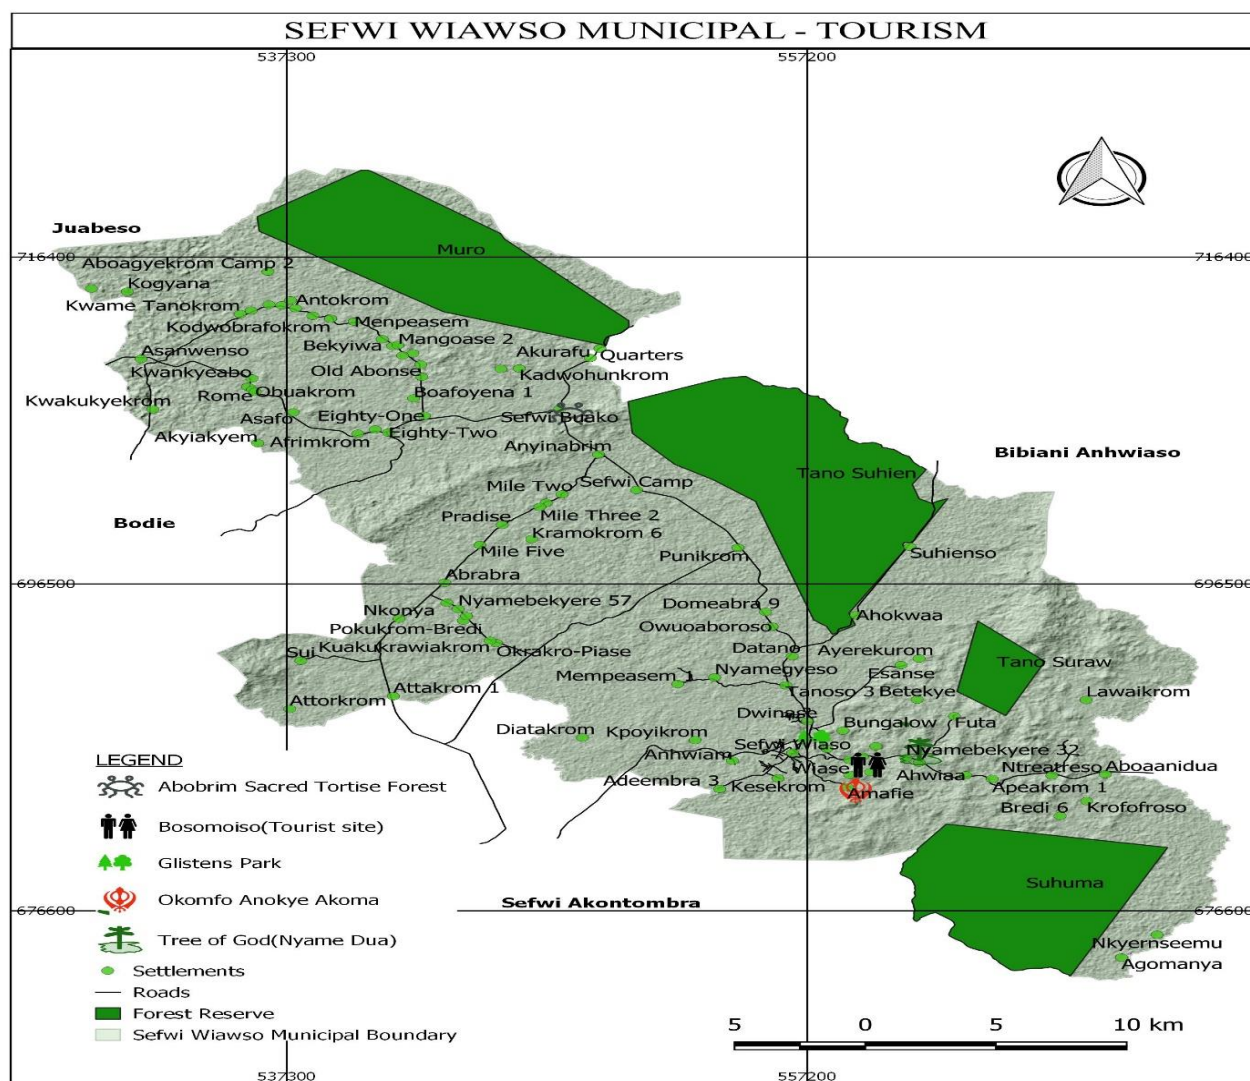 SEFWI WIAWSO MUNICIPAL - TOURISM
537300 557200
Juabeso
716400 716400
Muro
Aboagyekrom Camp 2
Kogyana
Kwame Tanokrom
Antokrom
Kodwobrafokrom
Menpeasem
Bekyiwa
Mangoase 2
Asanwenso
Kwankyeabo
Old Abonse
Akurafu
Quarters
Kadwohunkrom
Rome
Obuakrom
Boafoyena 1
Kwakukyekrom
Asafo
Eighty-One
Sefwi Buako
Akyiakyem
Afrimkrom
Eighty-Two
Anyinabrim
Bibiani Anhwiaso
Tano Suhien
Mile Two
Sefwi Camp
Bodie
Pradise
Mile Three 2
Kramokrom 6
Mile Five
Punikrom
Suhienso
696500 696500
Abrabra
Nkonya
Nyamebekyere 57
Domeabra 9
Ahokwaa
Pokukrom-Bredi
Owuoaboroso
Kuakukrawiakrom
Okrakro-Piase
Datano
Ayerekurom
Sui
Esanse
Tano Suraw
Mempeasem 1
Nyamegyeso
Attorkrom
Attakrom 1
Tanoso 3
Betekye
Lawaikrom
Dwinase
Diatakrom
Kpoyikrom
Bungalow
Futa
Anhwiam
Sefwi Wiaso
Nyamebekyere 32
Wiase
Ahwiaa
Ntreatreso
Aboaanidua
Adeembra 3
Kesekrom
Amafie
Apeakrom 1
Bredi 6
Krofofroso
Suhuma
Sefwi Akontombra
676600 676600
Nkyernseemu
Agomanya
LEGEND
Abobrim Sacred Tortise Forest
Bosomoiso(Tourist site)
Glistens Park
Okomfo Anokye Akoma
Tree of God(Nyame Dua)
Settlements
Roads
Forest Reserve
Sefwi Wiawso Municipal Boundary
5 0 5 10 km
537300 557200